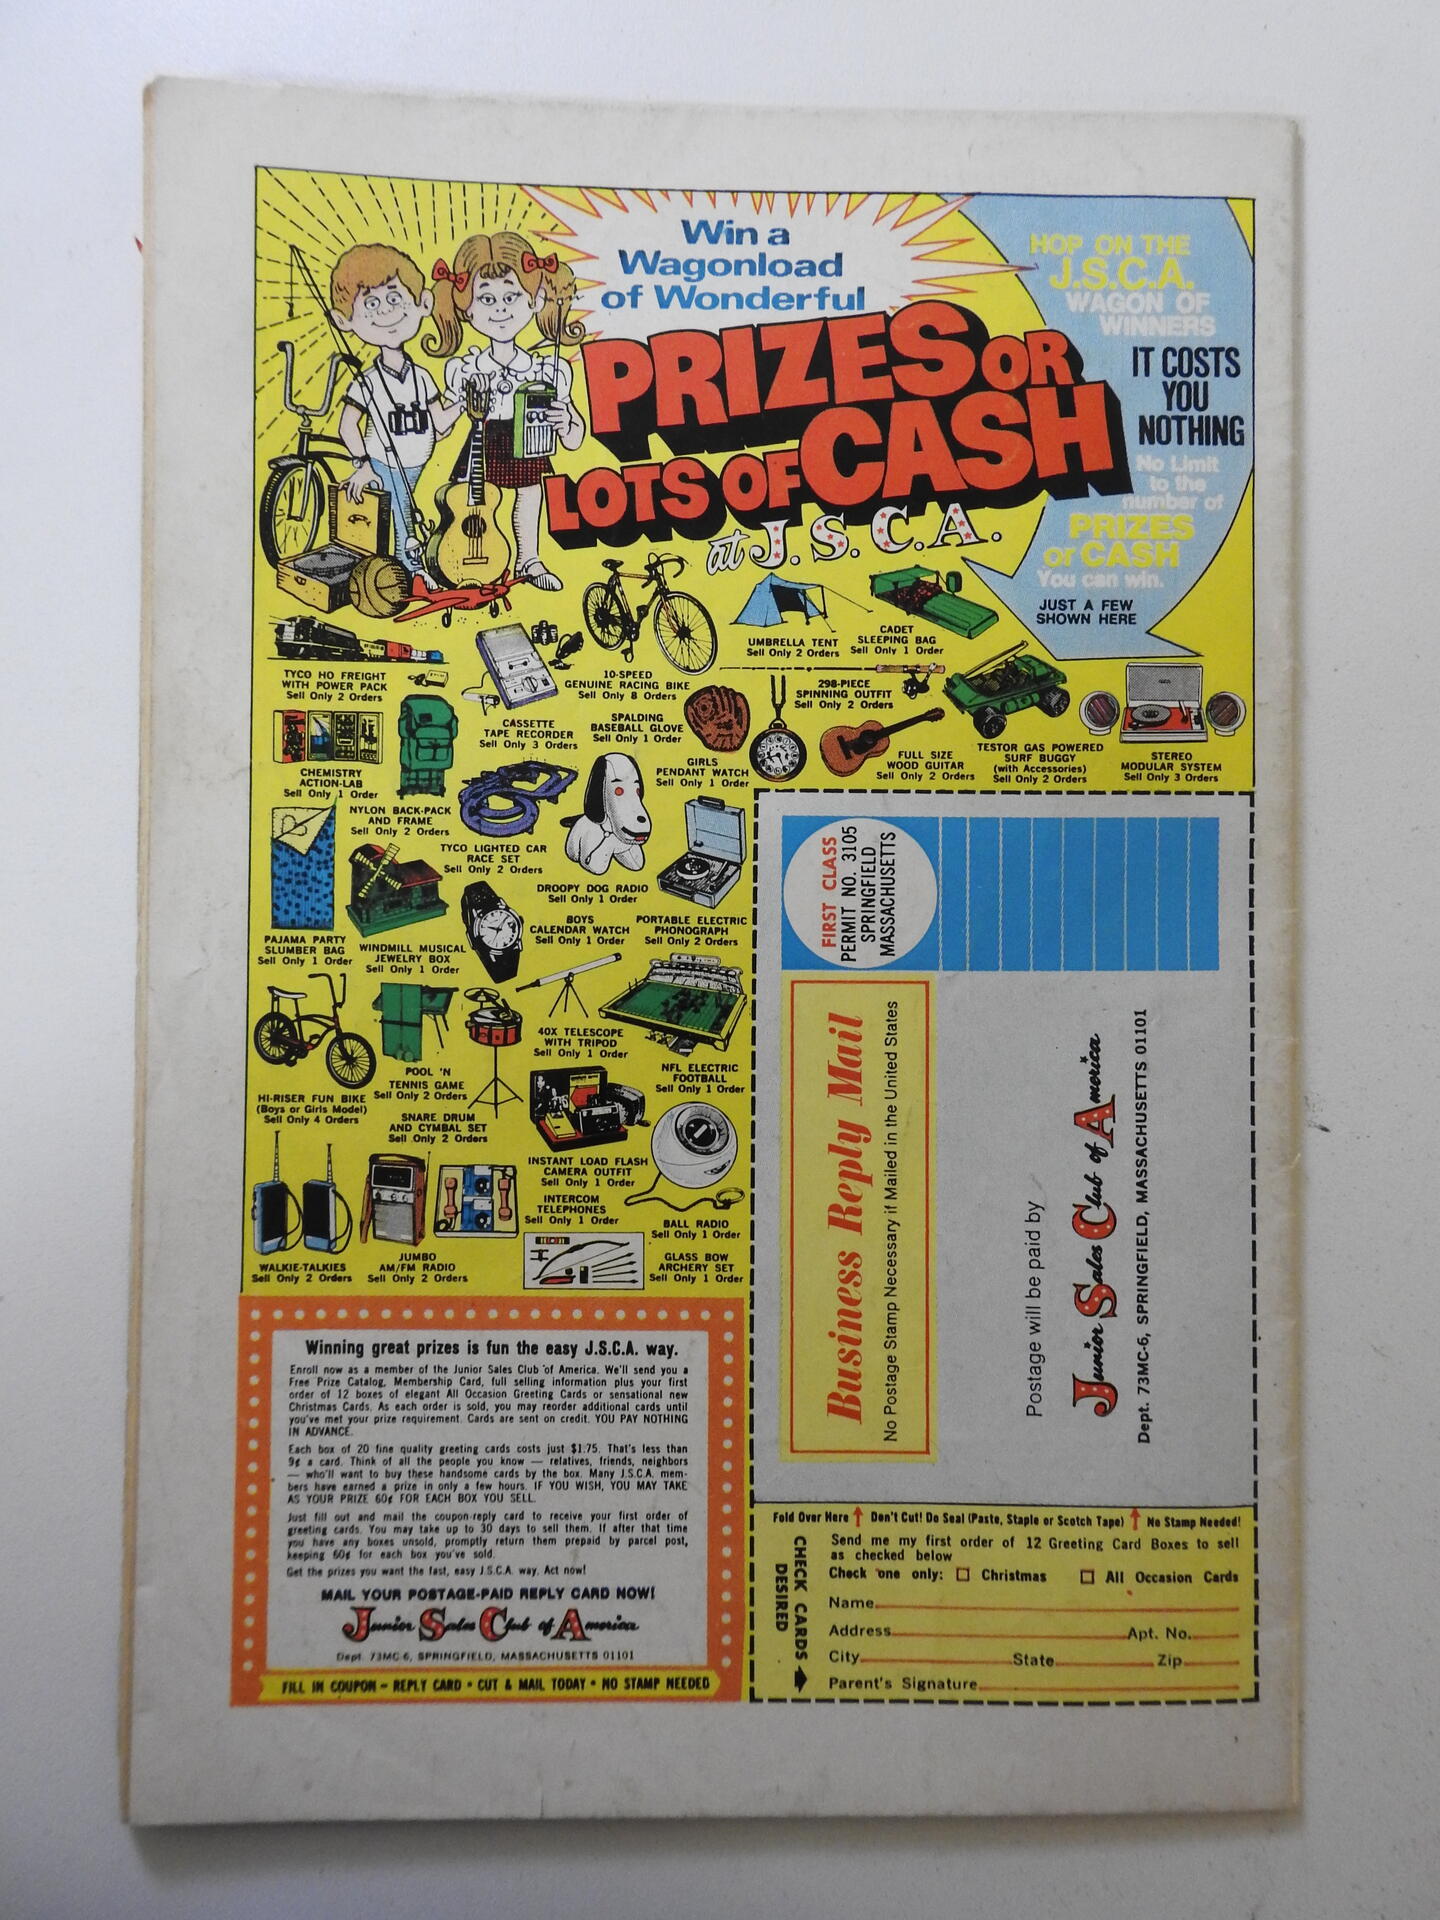 Win a
Wagonload
of Wonderful
PRIZES OR
LOTS OF CASH
at J.S.C.A.
HOP ON THE
J.S.C.A.
WAGON OF
WINNERS
IT COSTS
YOU
NOTHING
No Limit
to the
number of
PRIZES
or CASH
You can win.
JUST A FEW
SHOWN HERE
TYCO HO FREIGHT
WITH POWER PACK
Sell Only 2 Orders
10-SPEED
GENUINE RACING BIKE
Sell Only 8 Orders
UMBRELLA TENT
Sell Only 2 Orders
CADET
SLEEPING BAG
Sell Only 1 Order
298-PIECE
SPINNING OUTFIT
Sell Only 2 Orders
CASSETTE
TAPE RECORDER
Sell Only 3 Orders
SPALDING
BASEBALL GLOVE
Sell Only 1 Order
CHEMISTRY
ACTION-LAB
Sell Only 1 Order
GIRLS
PENDANT WATCH
Sell Only 1 Order
FULL SIZE
WOOD GUITAR
Sell Only 2 Orders
TESTOR GAS POWERED
SURF BUGGY
(with Accessories)
Sell Only 2 Orders
STEREO
MODULAR SYSTEM
Sell Only 3 Orders
NYLON BACK-PACK
AND FRAME
Sell Only 2 Orders
TYCO LIGHTED CAR
RACE SET
Sell Only 2 Orders
DROOPY DOG RADIO
Sell Only 1 Order
PAJAMA PARTY
SLUMBER BAG
Sell Only 1 Order
WINDMILL MUSICAL
JEWELRY BOX
Sell Only 1 Order
BOYS
CALENDAR WATCH
Sell Only 1 Order
PORTABLE ELECTRIC
PHONOGRAPH
Sell Only 2 Orders
40X TELESCOPE
WITH TRIPOD
Sell Only 1 Order
POOL 'N
TENNIS GAME
Sell Only 2 Orders
NFL ELECTRIC
FOOTBALL
Sell Only 1 Order
HI-RISER FUN BIKE
(Boys or Girls Model)
Sell Only 4 Orders
SNARE DRUM
AND CYMBAL SET
Sell Only 2 Orders
INSTANT LOAD FLASH
CAMERA OUTFIT
Sell Only 1 Order
INTERCOM
TELEPHONES
Sell Only 1 Order
BALL RADIO
Sell Only 1 Order
WALKIE-TALKIES
Sell Only 2 Orders
JUMBO
AM/FM RADIO
Sell Only 2 Orders
GLASS BOW
ARCHERY SET
Sell Only 1 Order
Winning great prizes is fun the easy J.S.C.A. way.
Enroll now as a member of the Junior Sales Club of America. We'll send you a
Free Prize Catalog, Membership Card, full selling information plus your first
order of 12 boxes of elegant All Occasion Greeting Cards or sensational new
Christmas Cards. As each order is sold, you may reorder additional cards until
you've met your prize requirement. Cards are sent on credit. YOU PAY NOTHING
IN ADVANCE.
Each box of 20 fine quality greeting cards costs just $1.75. That's less than
9¢ a card. Think of all the people you know — relatives, friends, neighbors
— who'll want to buy these handsome cards by the box. Many J.S.C.A. mem-
bers have earned a prize in only a few hours. IF YOU WISH, YOU MAY TAKE
AS YOUR PRIZE 60¢ FOR EACH BOX YOU SELL.
Just fill out and mail the coupon-reply card to receive your first order of
greeting cards. You may take up to 30 days to sell them. If after that time
you have any boxes unsold, promptly return them prepaid by parcel post,
keeping 60¢ for each box you've sold.
Get the prizes you want the fast, easy J.S.C.A. way. Act now!
MAIL YOUR POSTAGE-PAID REPLY CARD NOW!
Junior Sales Club of America
Dept. 73MC-6, SPRINGFIELD, MASSACHUSETTS 01101
FILL IN COUPON – REPLY CARD • CUT & MAIL TODAY • NO STAMP NEEDED
FIRST CLASS
PERMIT NO. 3105
SPRINGFIELD
MASSACHUSETTS
Business Reply Mail
No Postage Stamp Necessary if Mailed in the United States
Postage will be paid by
Junior Sales Club of America
Dept. 73MC-6, SPRINGFIELD, MASSACHUSETTS 01101
Fold Over Here ↑ Don't Cut! Do Seal (Paste, Staple or Scotch Tape) ↑ No Stamp Needed!
CHECK CARDS
DESIRED
Send me my first order of 12 Greeting Card Boxes to sell
as checked below
Check one only: ☐ Christmas ☐ All Occasion Cards
Name
Address Apt. No.
City State Zip
Parent's Signature